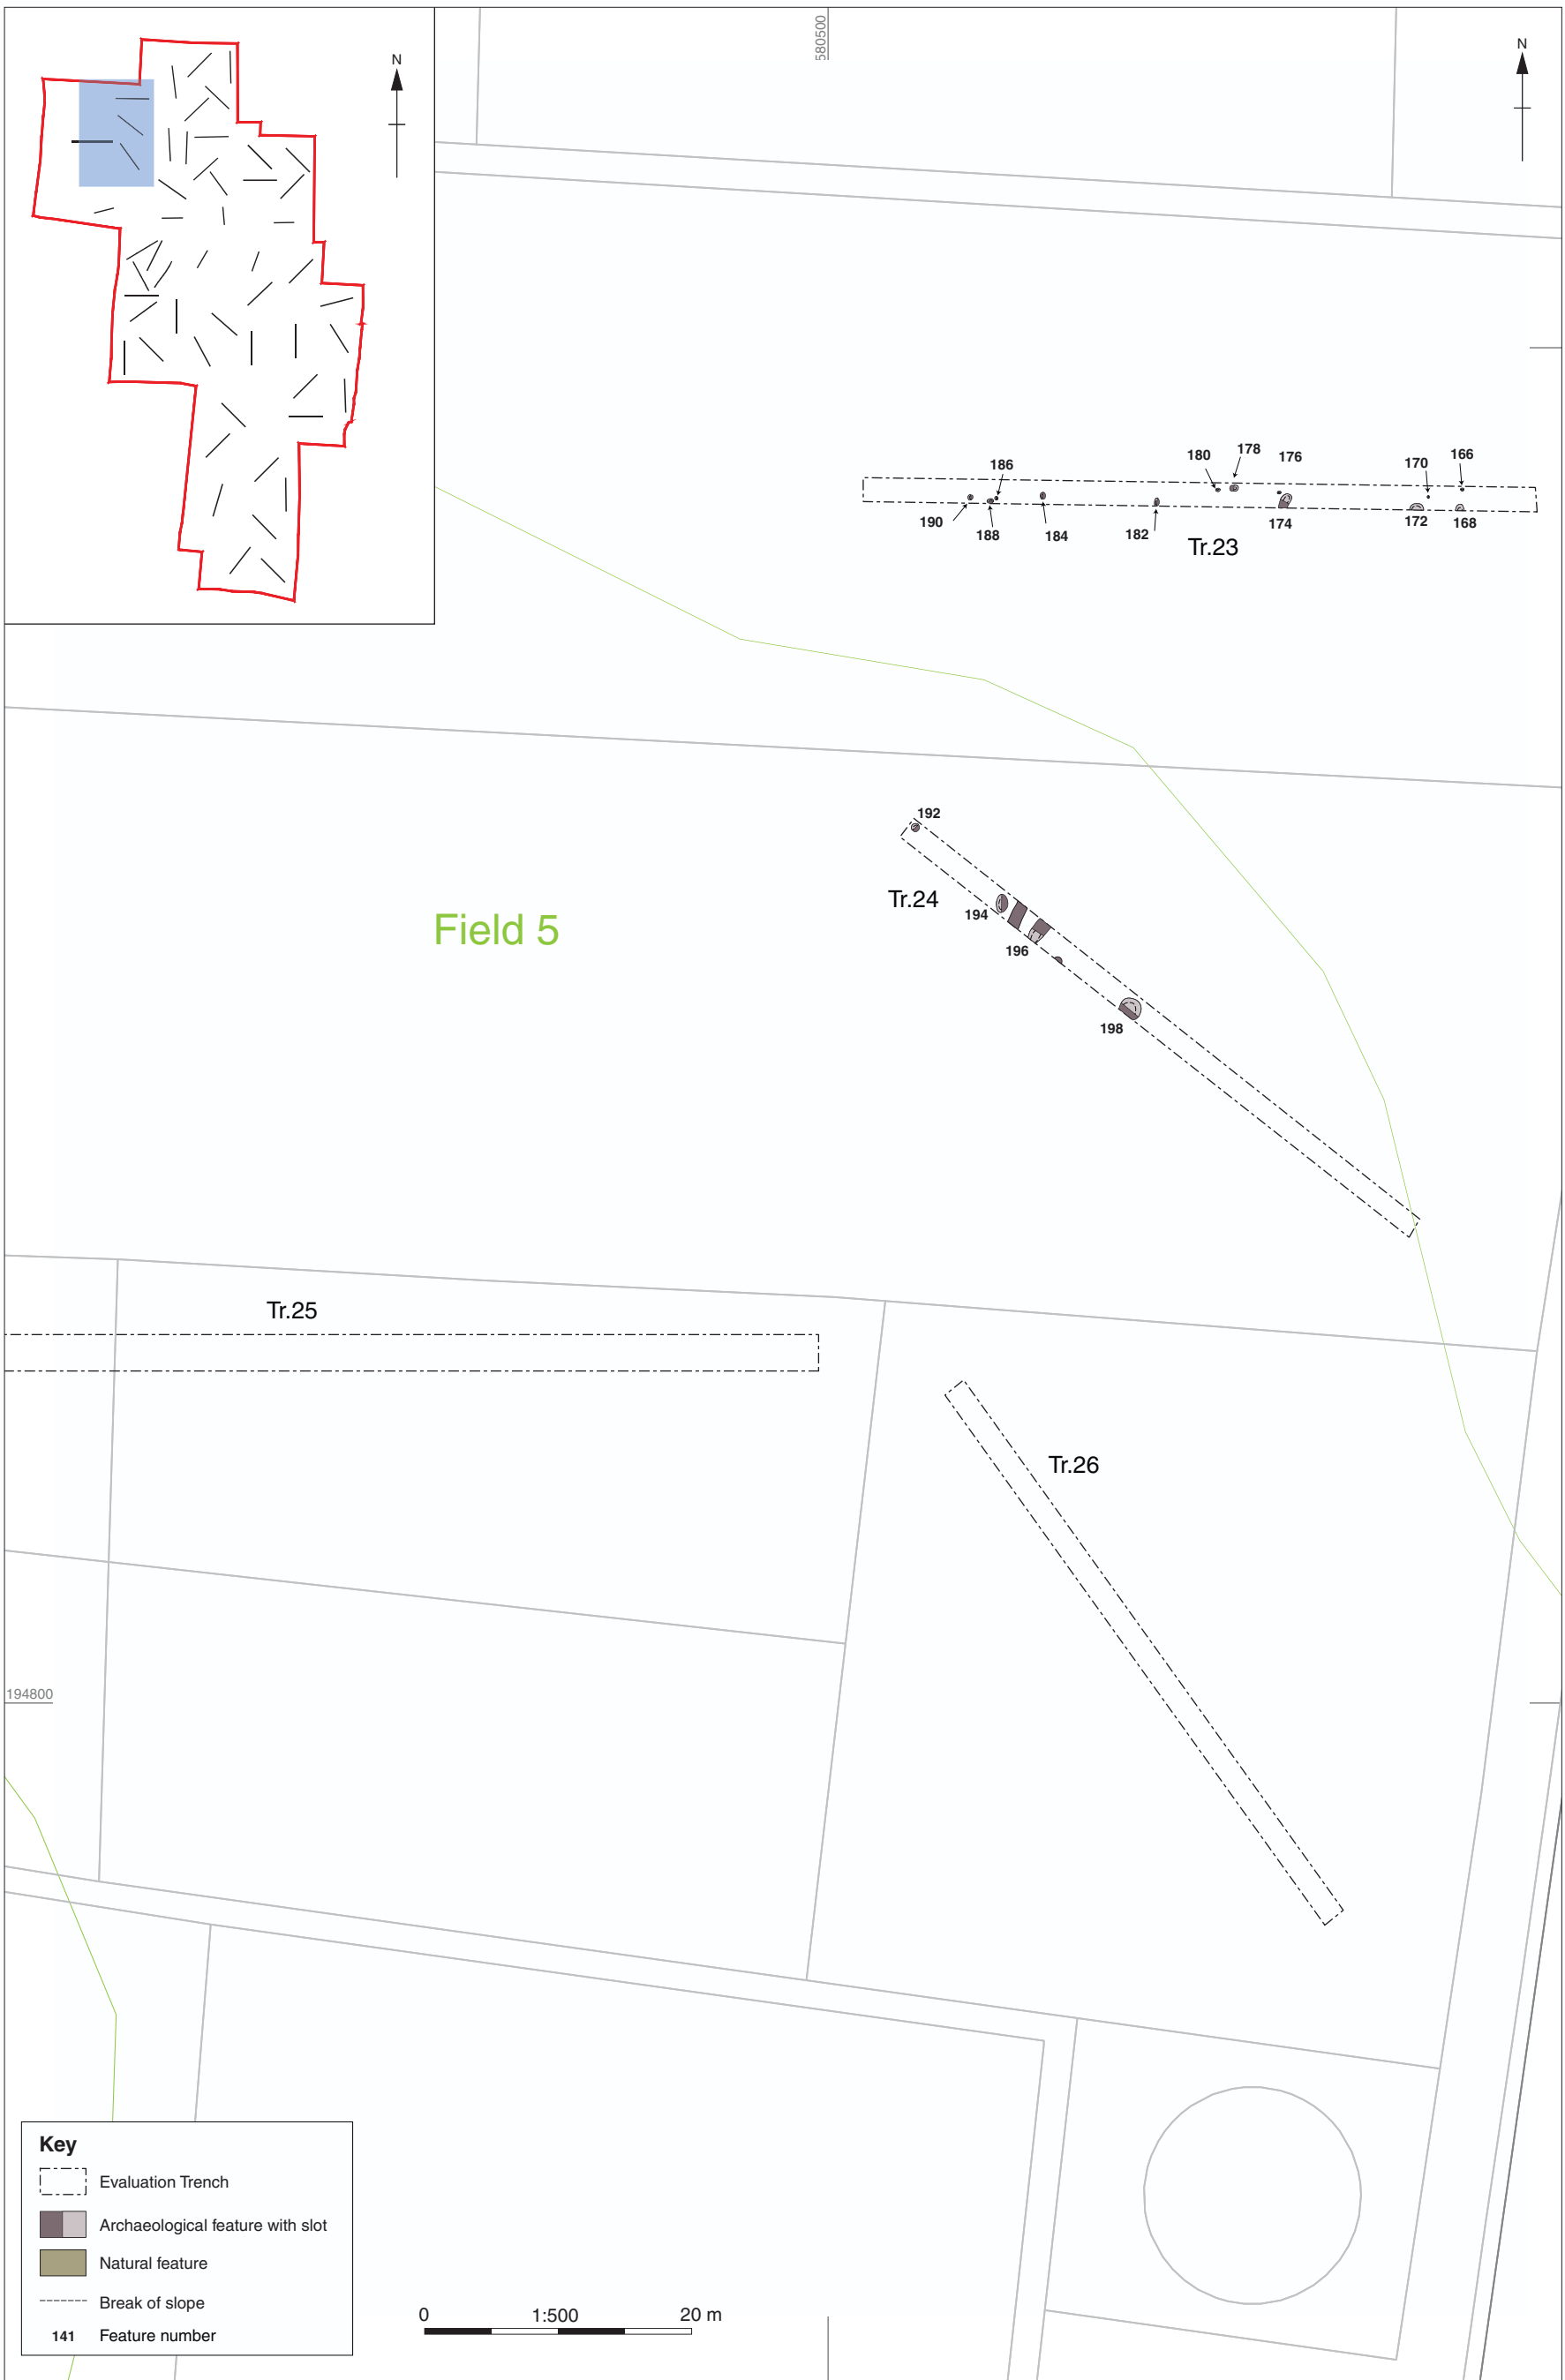 N
580500
N
178
166
180
176
170
186
190
188
184
182
174
172
168
Tr.23
192
Tr.24
194
Field 5
196
198
Tr.25
Tr.26
194800
Key
Evaluation Trench
Archaeological feature with slot
Natural feature
Break of slope
141 Feature number
0 1:500 20 m